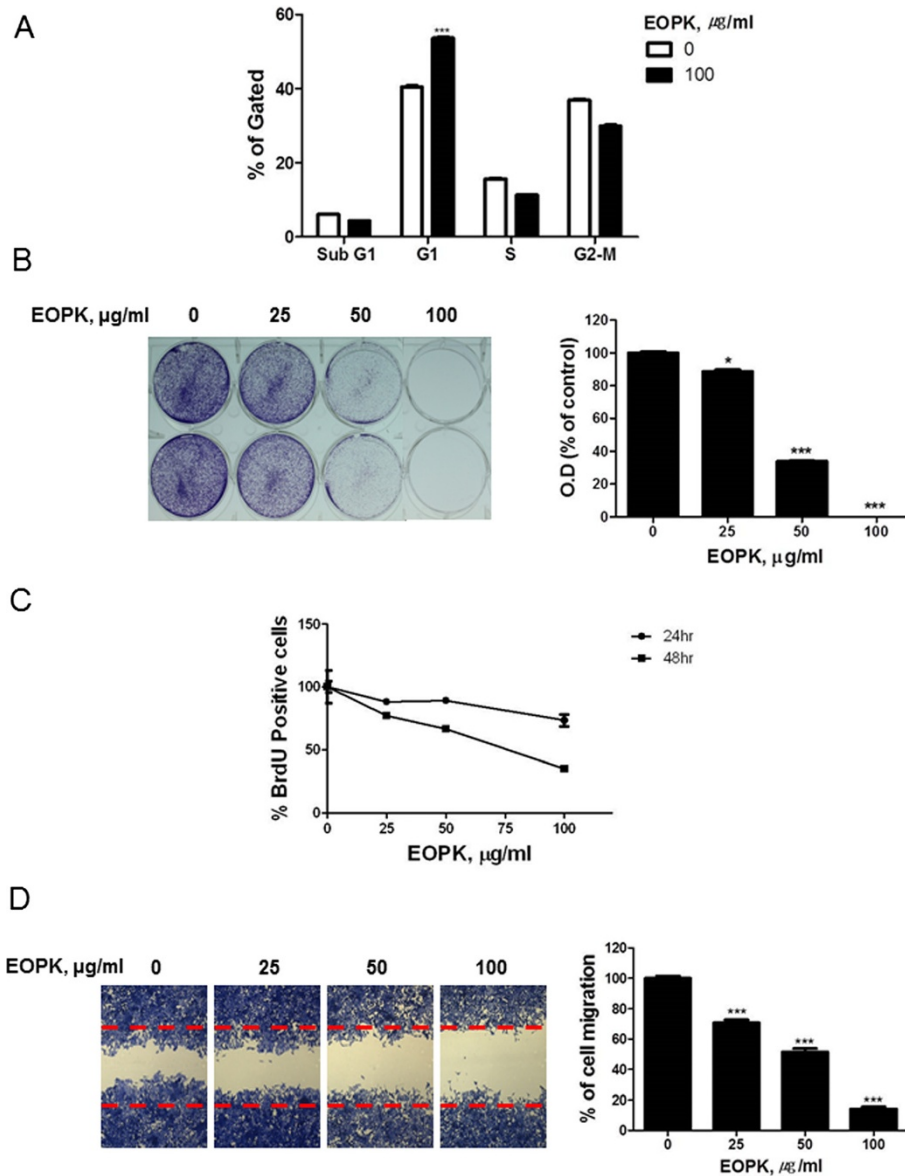 A
EOPK, µg/ml
0
100
% of Gated
60
40
20
0
***
Sub G1 G1 S G2-M
B
EOPK, µg/ml 0 25 50 100
O.D (% of control)
120
100
80
60
40
20
0
*
***
***
0 25 50 100
EOPK, µg/ml
C
% BrdU Positive cells
150
100
50
0
24hr
48hr
0 25 50 75 100
EOPK, µg/ml
D
EOPK, µg/ml 0 25 50 100
% of cell migration
120
100
80
60
40
20
0
***
***
***
0 25 50 100
EOPK, µg/ml